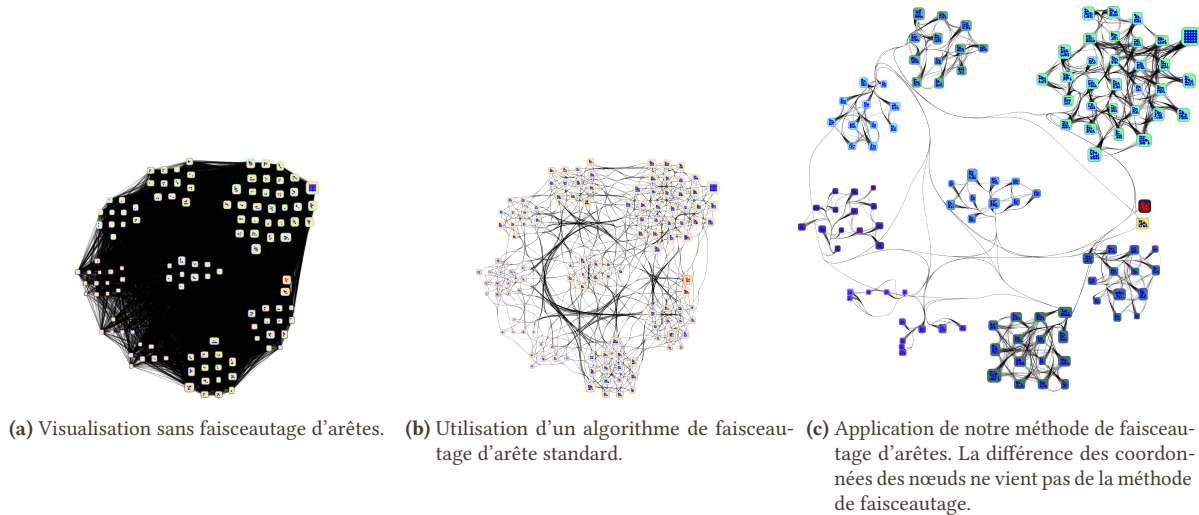 (a) Visualisation sans faisceautage d'arêtes.
(b) Utilisation d'un algorithme de faisceau-
tage d'arête standard.
(c) Application de notre méthode de faisceau-
tage d'arêtes. La différence des coordon-
nées des nœuds ne vient pas de la méthode
de faisceautage.